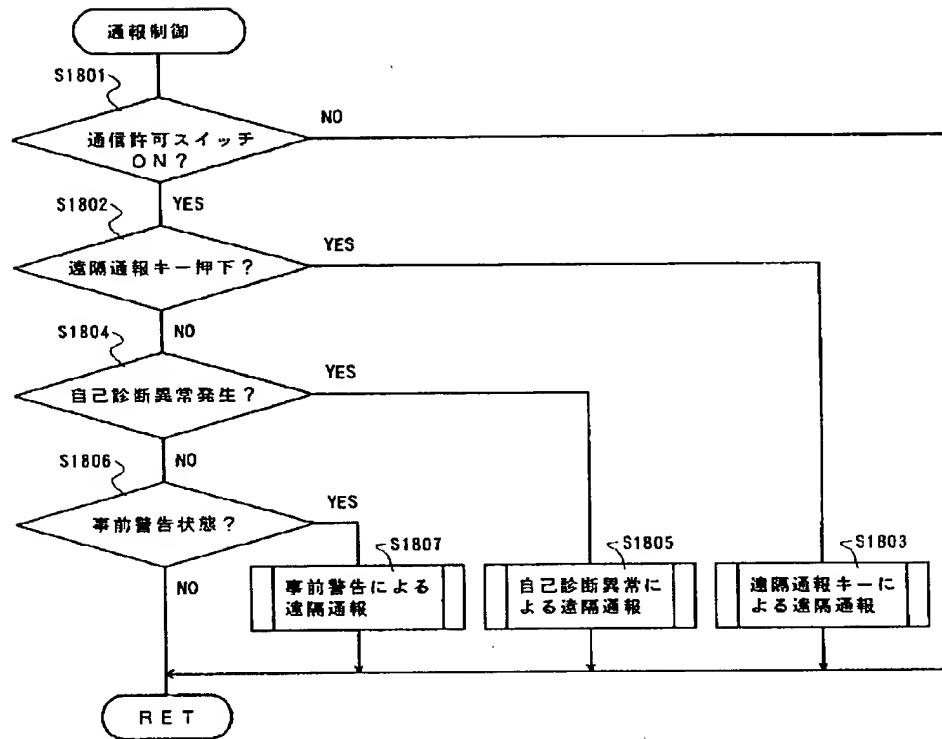 通報制御
S1801
NO
通信許可スイッチ
ON?
S1802
YES
YES
遠隔通報キー押下?
S1804
NO
YES
自己診断異常発生?
S1806
NO
YES
事前警告状態?
S1807
S1805
S1803
NO
事前警告による
遠隔通報
自己診断異常に
よる遠隔通報
遠隔通報キーに
よる遠隔通報
RET